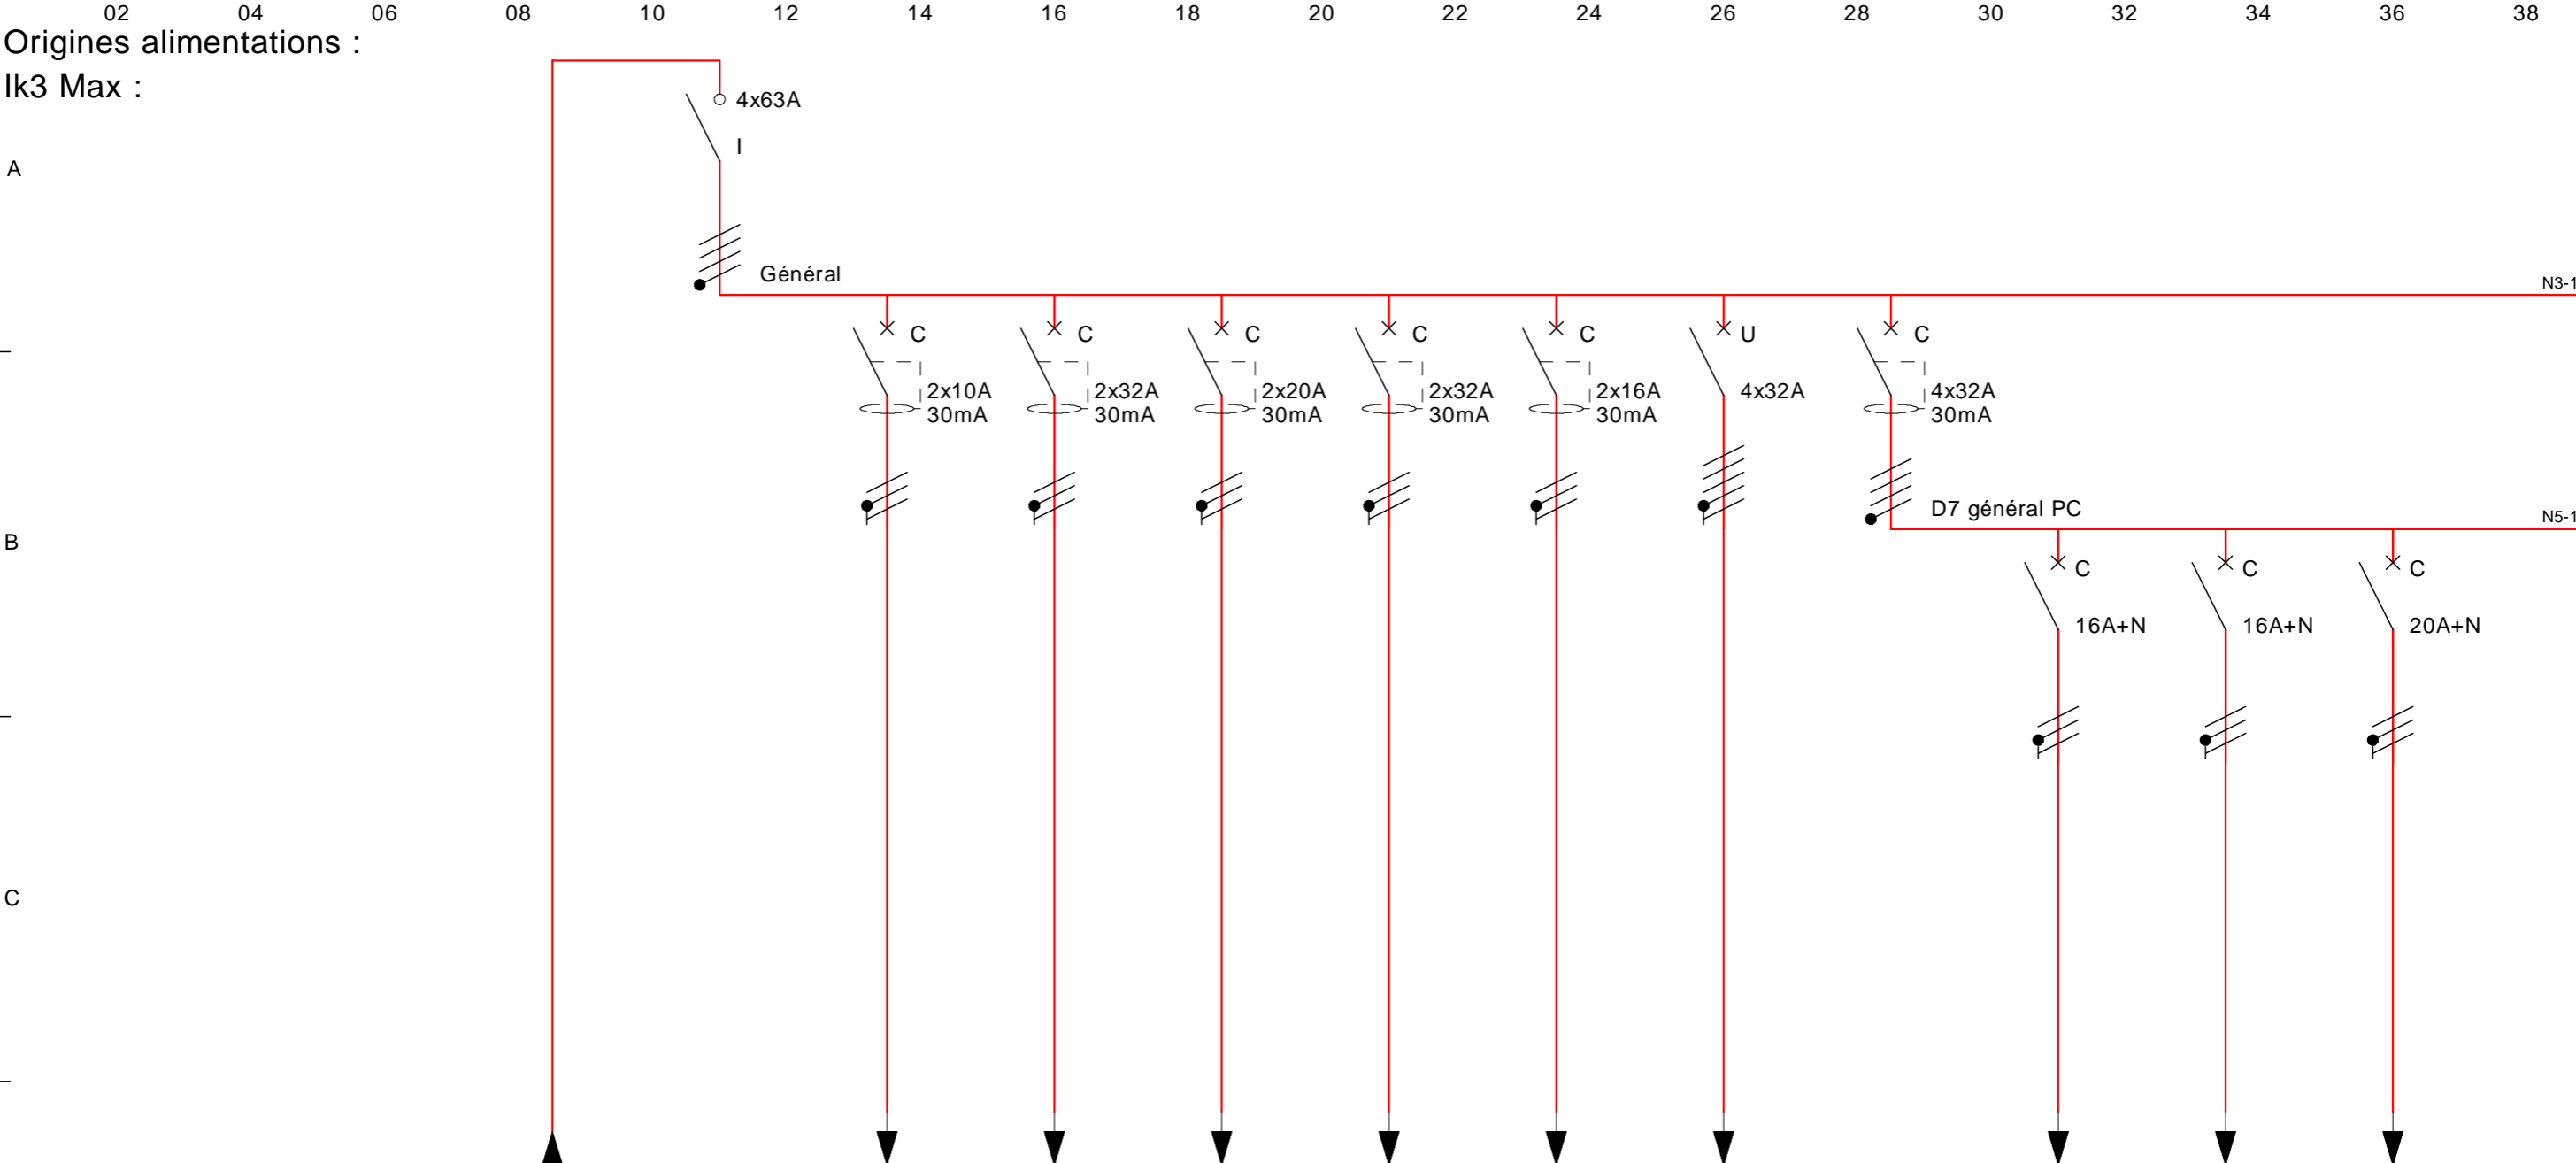 02 04 06 08 10 12 14 16 18 20 22 24 26 28 30 32 34 36 38
Origines alimentations :
Ik3 Max :
4x63A
I
A
Général
N3-1
C C C C C U C
2x10A 2x32A 2x20A 2x32A 2x16A 4x32A 4x32A
30mA 30mA 30mA 30mA 30mA 30mA
D7 général PC
N5-1
B
C C C
16A+N 16A+N 20A+N
C